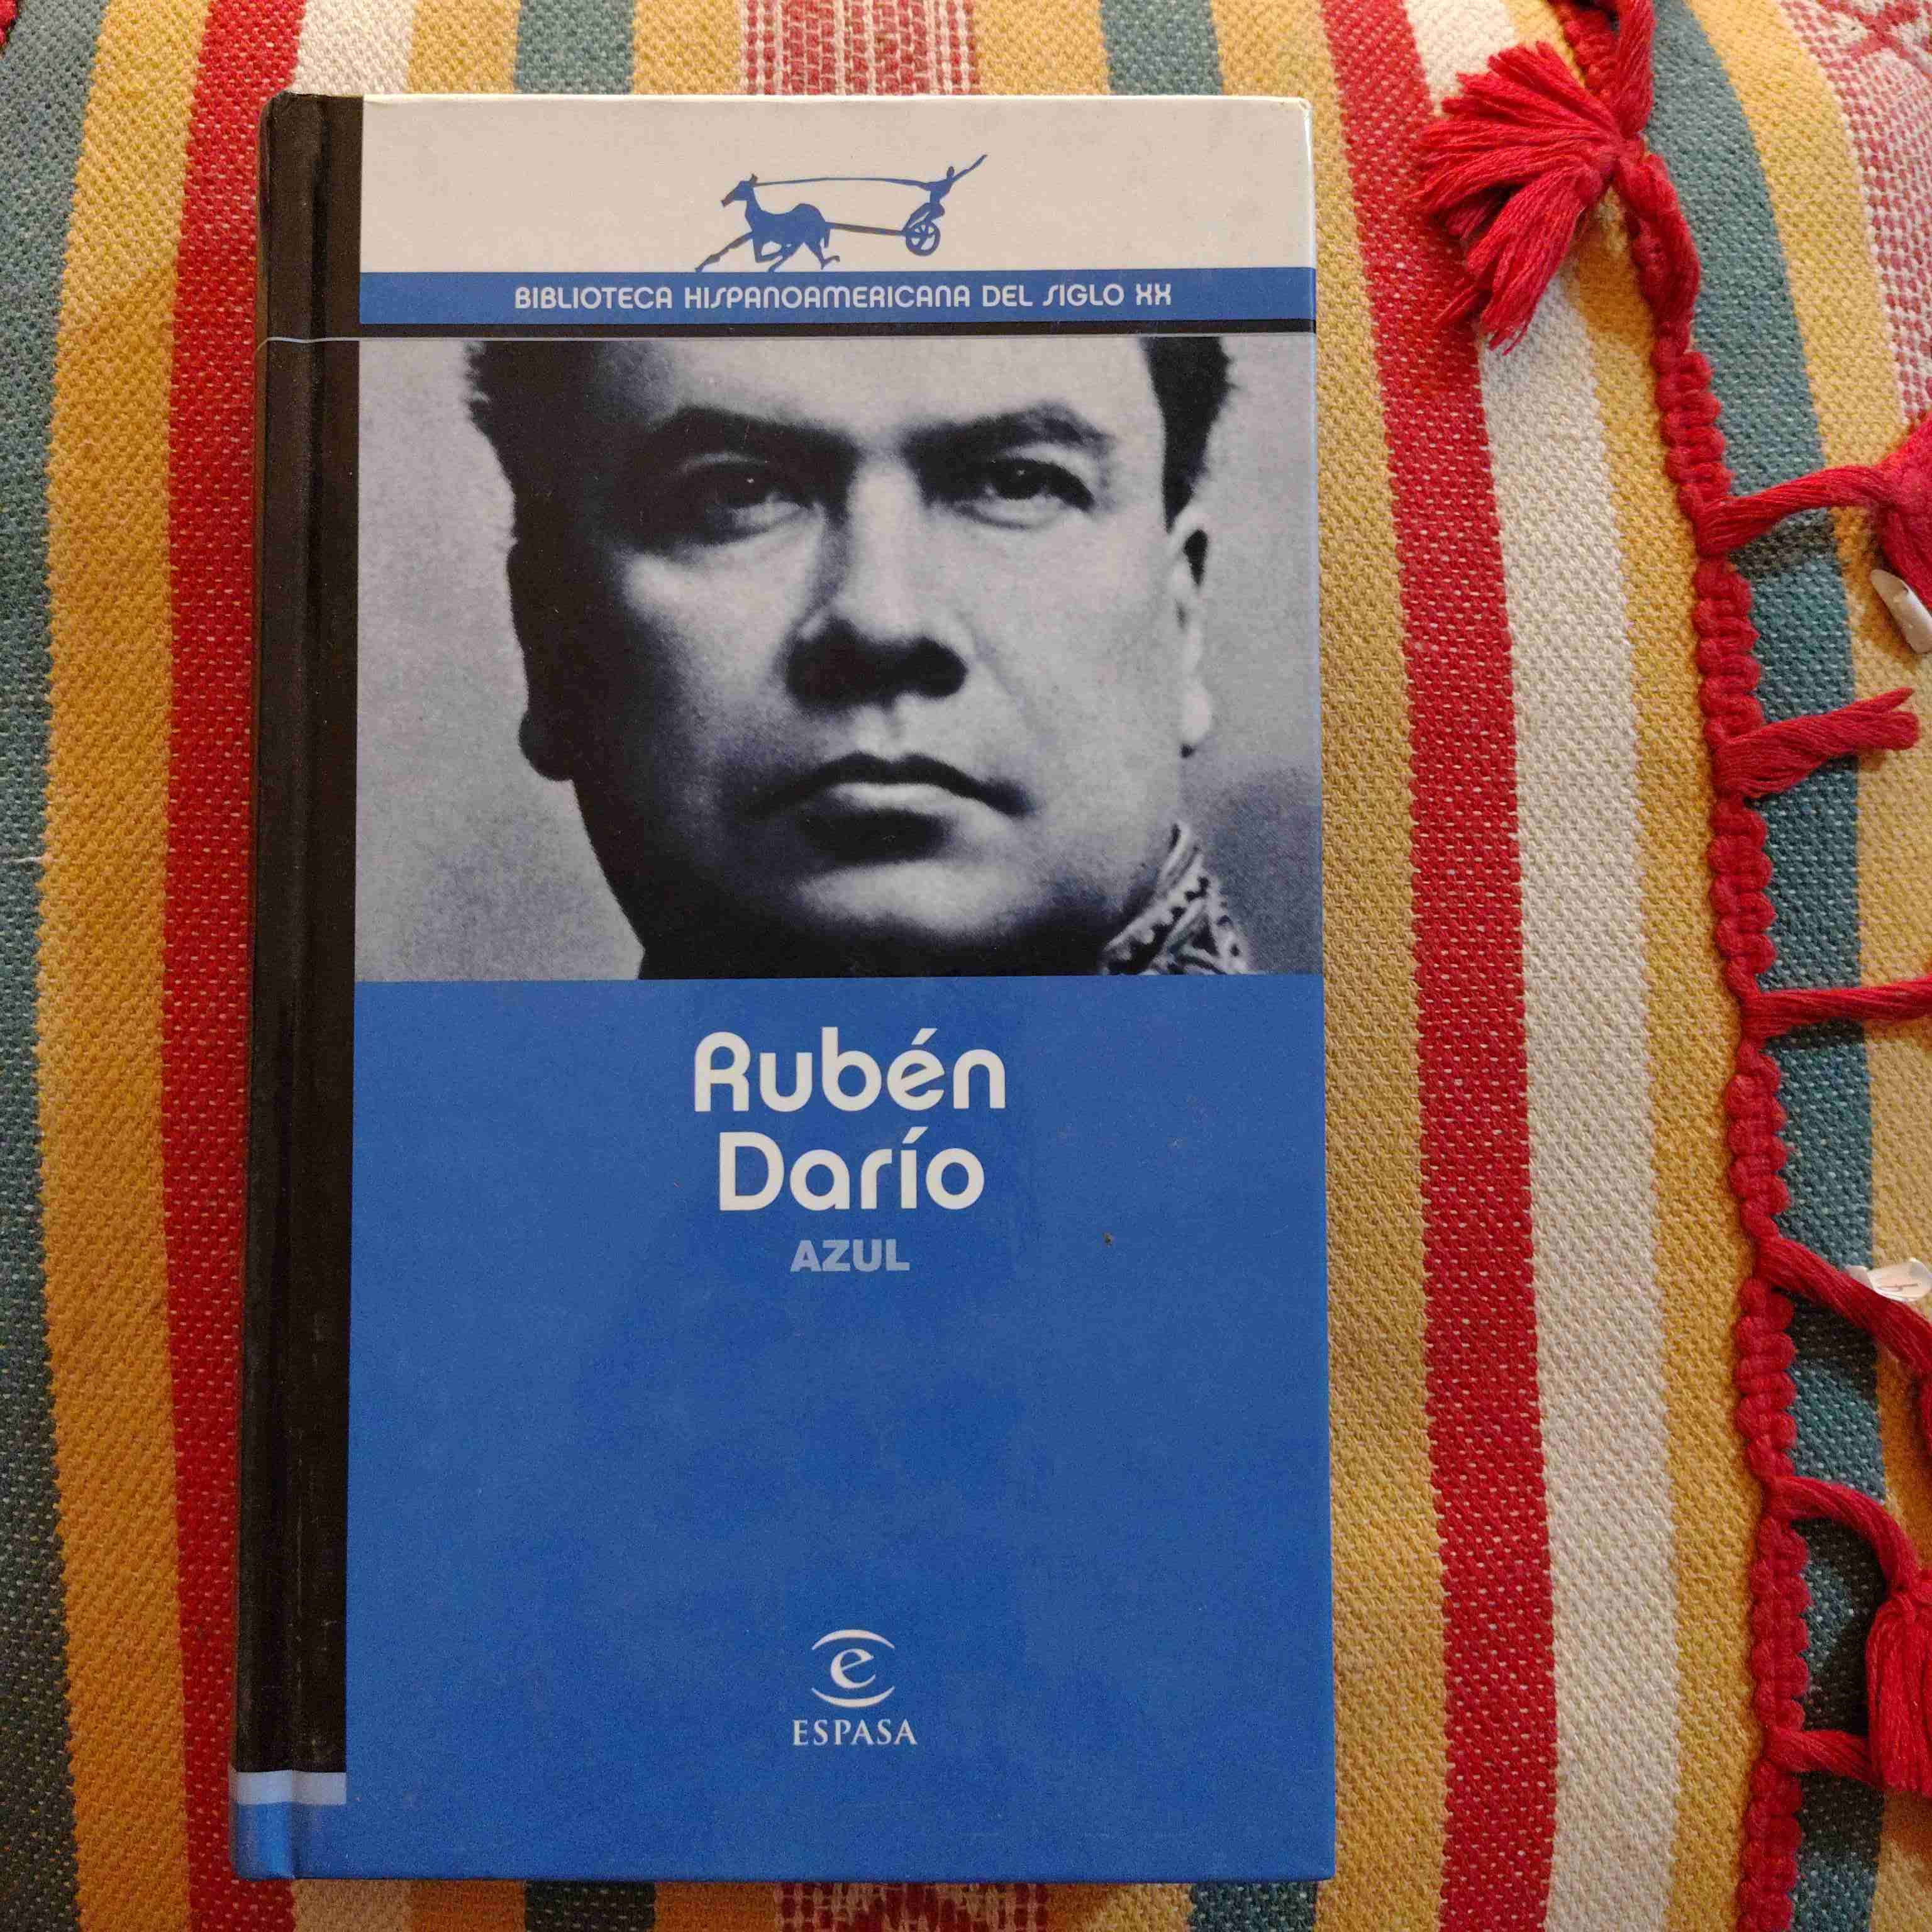 BIBLIOTECA HISPANOAMERICANA DEL SIGLO XX
Rubén
Darío
AZUL
e
ESPASA